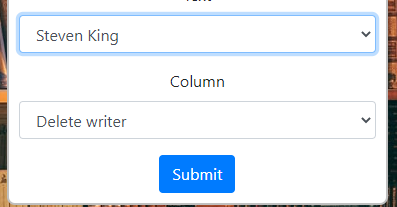 Steven King
Column
Delete writer
Submit